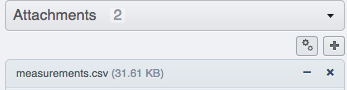 Attachments 2
measurements.csv (31.61 KB)